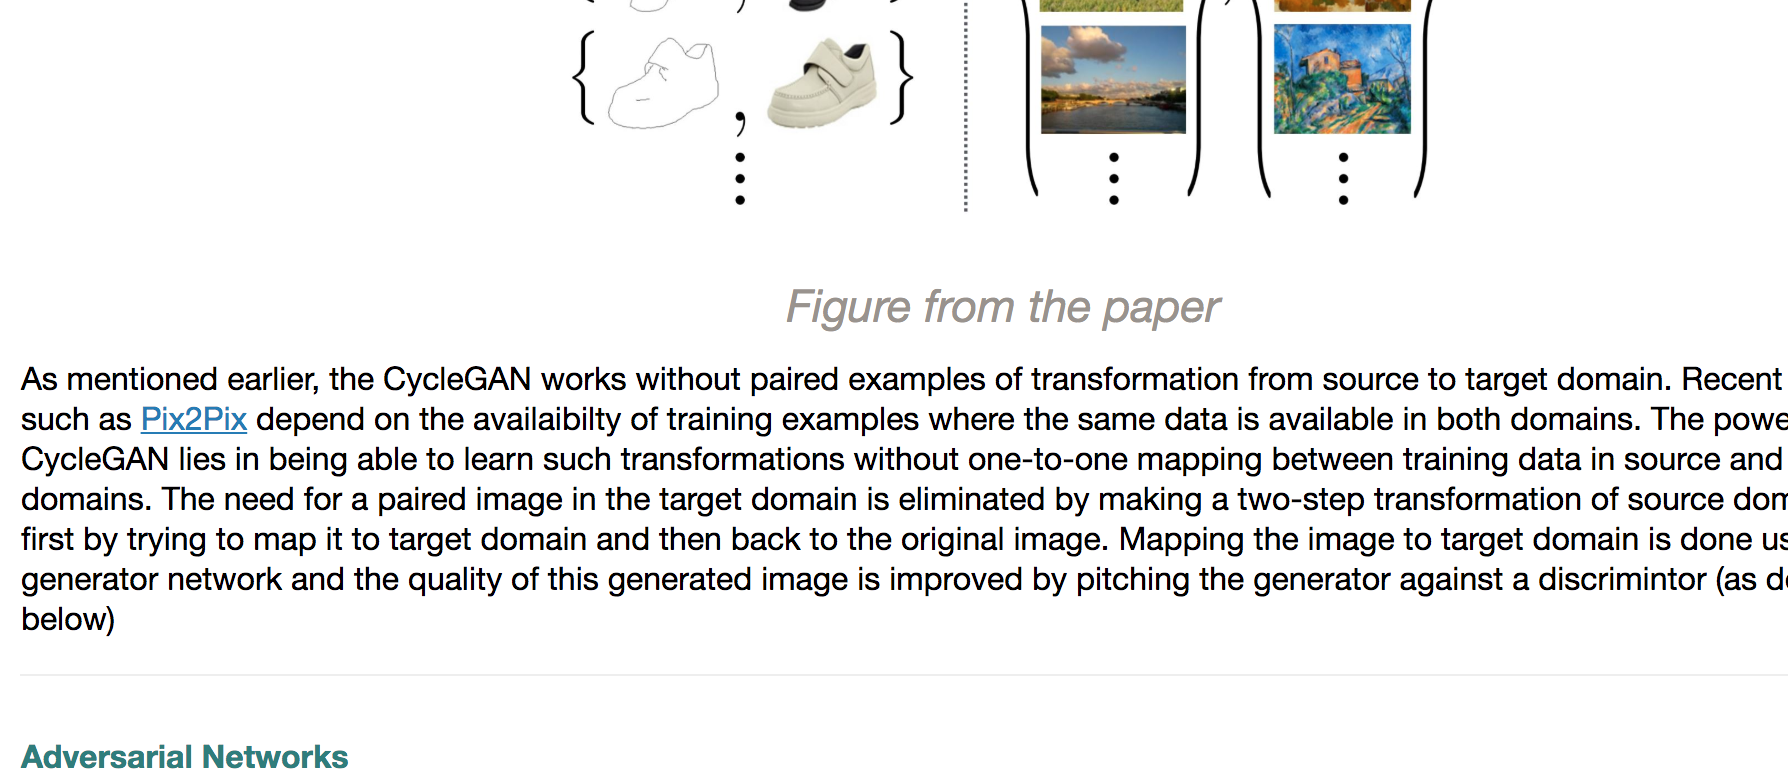 Figure from the paper
As mentioned earlier, the CycleGAN works without paired examples of transformation from source to target domain. Recent
such as Pix2Pix depend on the availaibilty of training examples where the same data is available in both domains. The
CycleGAN lies in being able to learn such transformations without one-to-one mapping between training data in source and
domains. The need for a paired image in the target domain is eliminated by making a two-step transformation of source
first by trying to map it to target domain and then back to the original image. Mapping the image to target domain is done
generator network and the quality of this generated image is improved by pitching the generator against a discrimintor (as
below)
Adversarial Networks